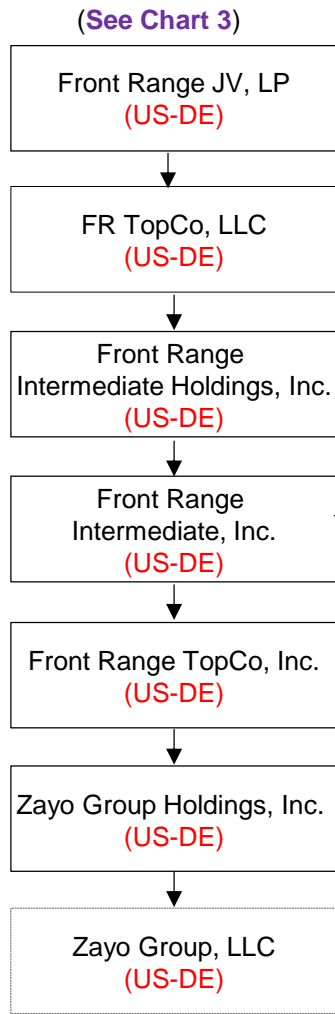 (See Chart 3)
Front Range JV, LP
(US-DE)
FR TopCo, LLC
(US-DE)
Front Range
Intermediate Holdings, Inc.
(US-DE)
Front Range
Intermediate, Inc.
(US-DE)
Front Range TopCo, Inc.
(US-DE)
Zayo Group Holdings, Inc.
(US-DE)
Zayo Group, LLC
(US-DE)